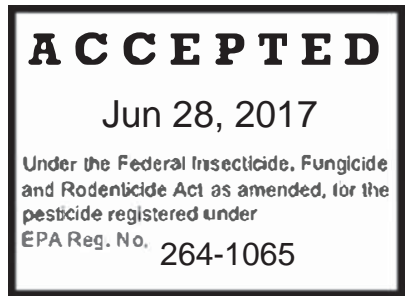 ACCEPTED
Jun 28, 2017
Under the Federal Insecticide, Fungicide
and Rodenticide Act as amended, for the
pesticide registered under
EPA Reg. No. 264-1065